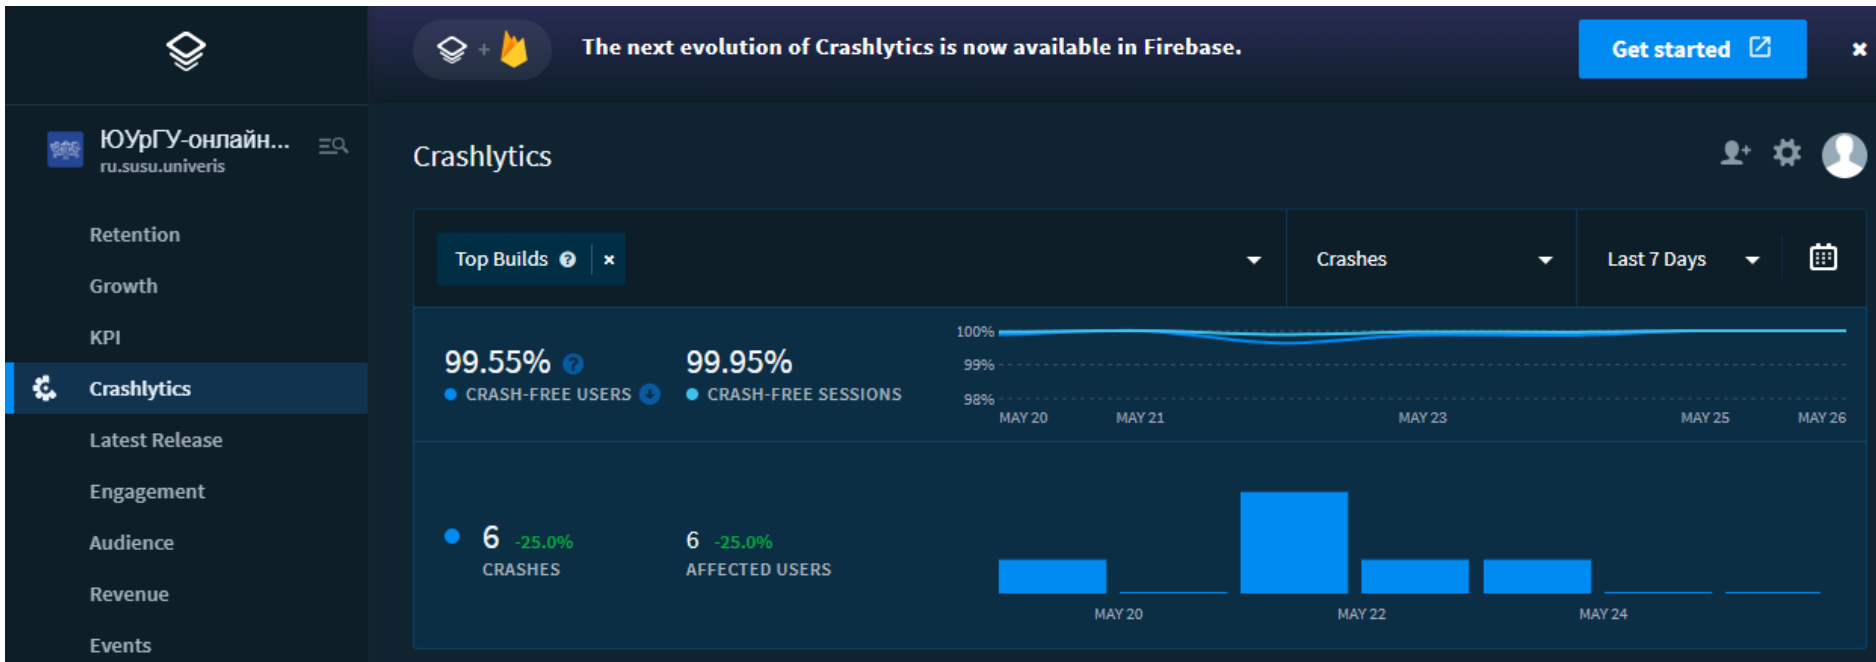 The next evolution of Crashlytics is now available in Firebase.
Get started
ЮУрГУ-онлайн...
ru.susu.univeris
Retention
Growth
KPI
Crashlytics
Latest Release
Engagement
Audience
Revenue
Events
Crashlytics
Top Builds
Crashes
Last 7 Days
99.55%
CRASH-FREE USERS
99.95%
CRASH-FREE SESSIONS
100%
99%
98%
MAY 20 MAY 21 MAY 23 MAY 25 MAY 26
6 -25.0%
CRASHES
6 -25.0%
AFFECTED USERS
MAY 20 MAY 22 MAY 24